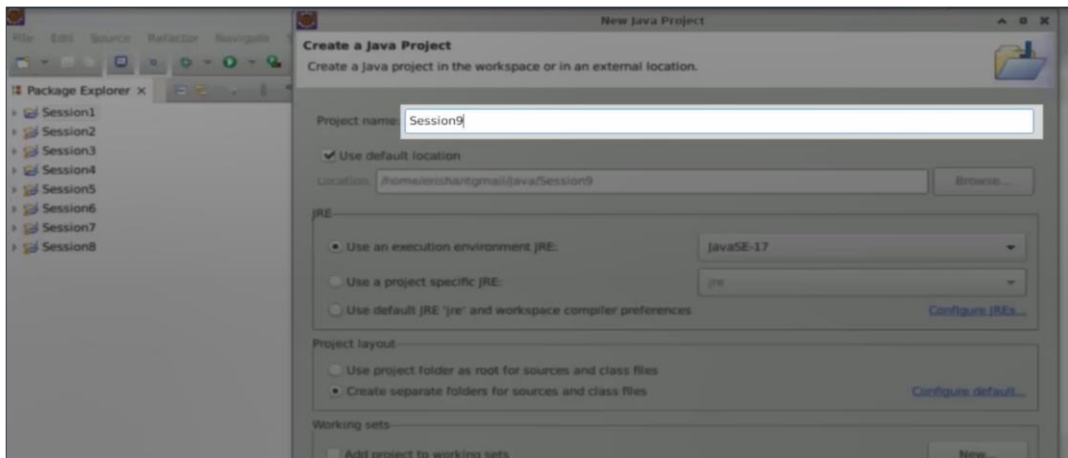 New Java Project
File Edit Source Refactor Navigate
Create a Java Project
Create a Java project in the workspace or in an external location.
Package Explorer
Session1
Session2
Session3
Session4
Session5
Session6
Session7
Session8
Project name: Session9
Use default location
Location: Browse...
JRE
Use an execution environment JRE: JavaSE-17
Use a project specific JRE: jre
Use default JRE 'jre' and workspace compiler preferences Configure JREs...
Project layout
Use project folder as root for sources and class files
Create separate folders for sources and class files Configure default...
Working sets
Add project to working sets New...